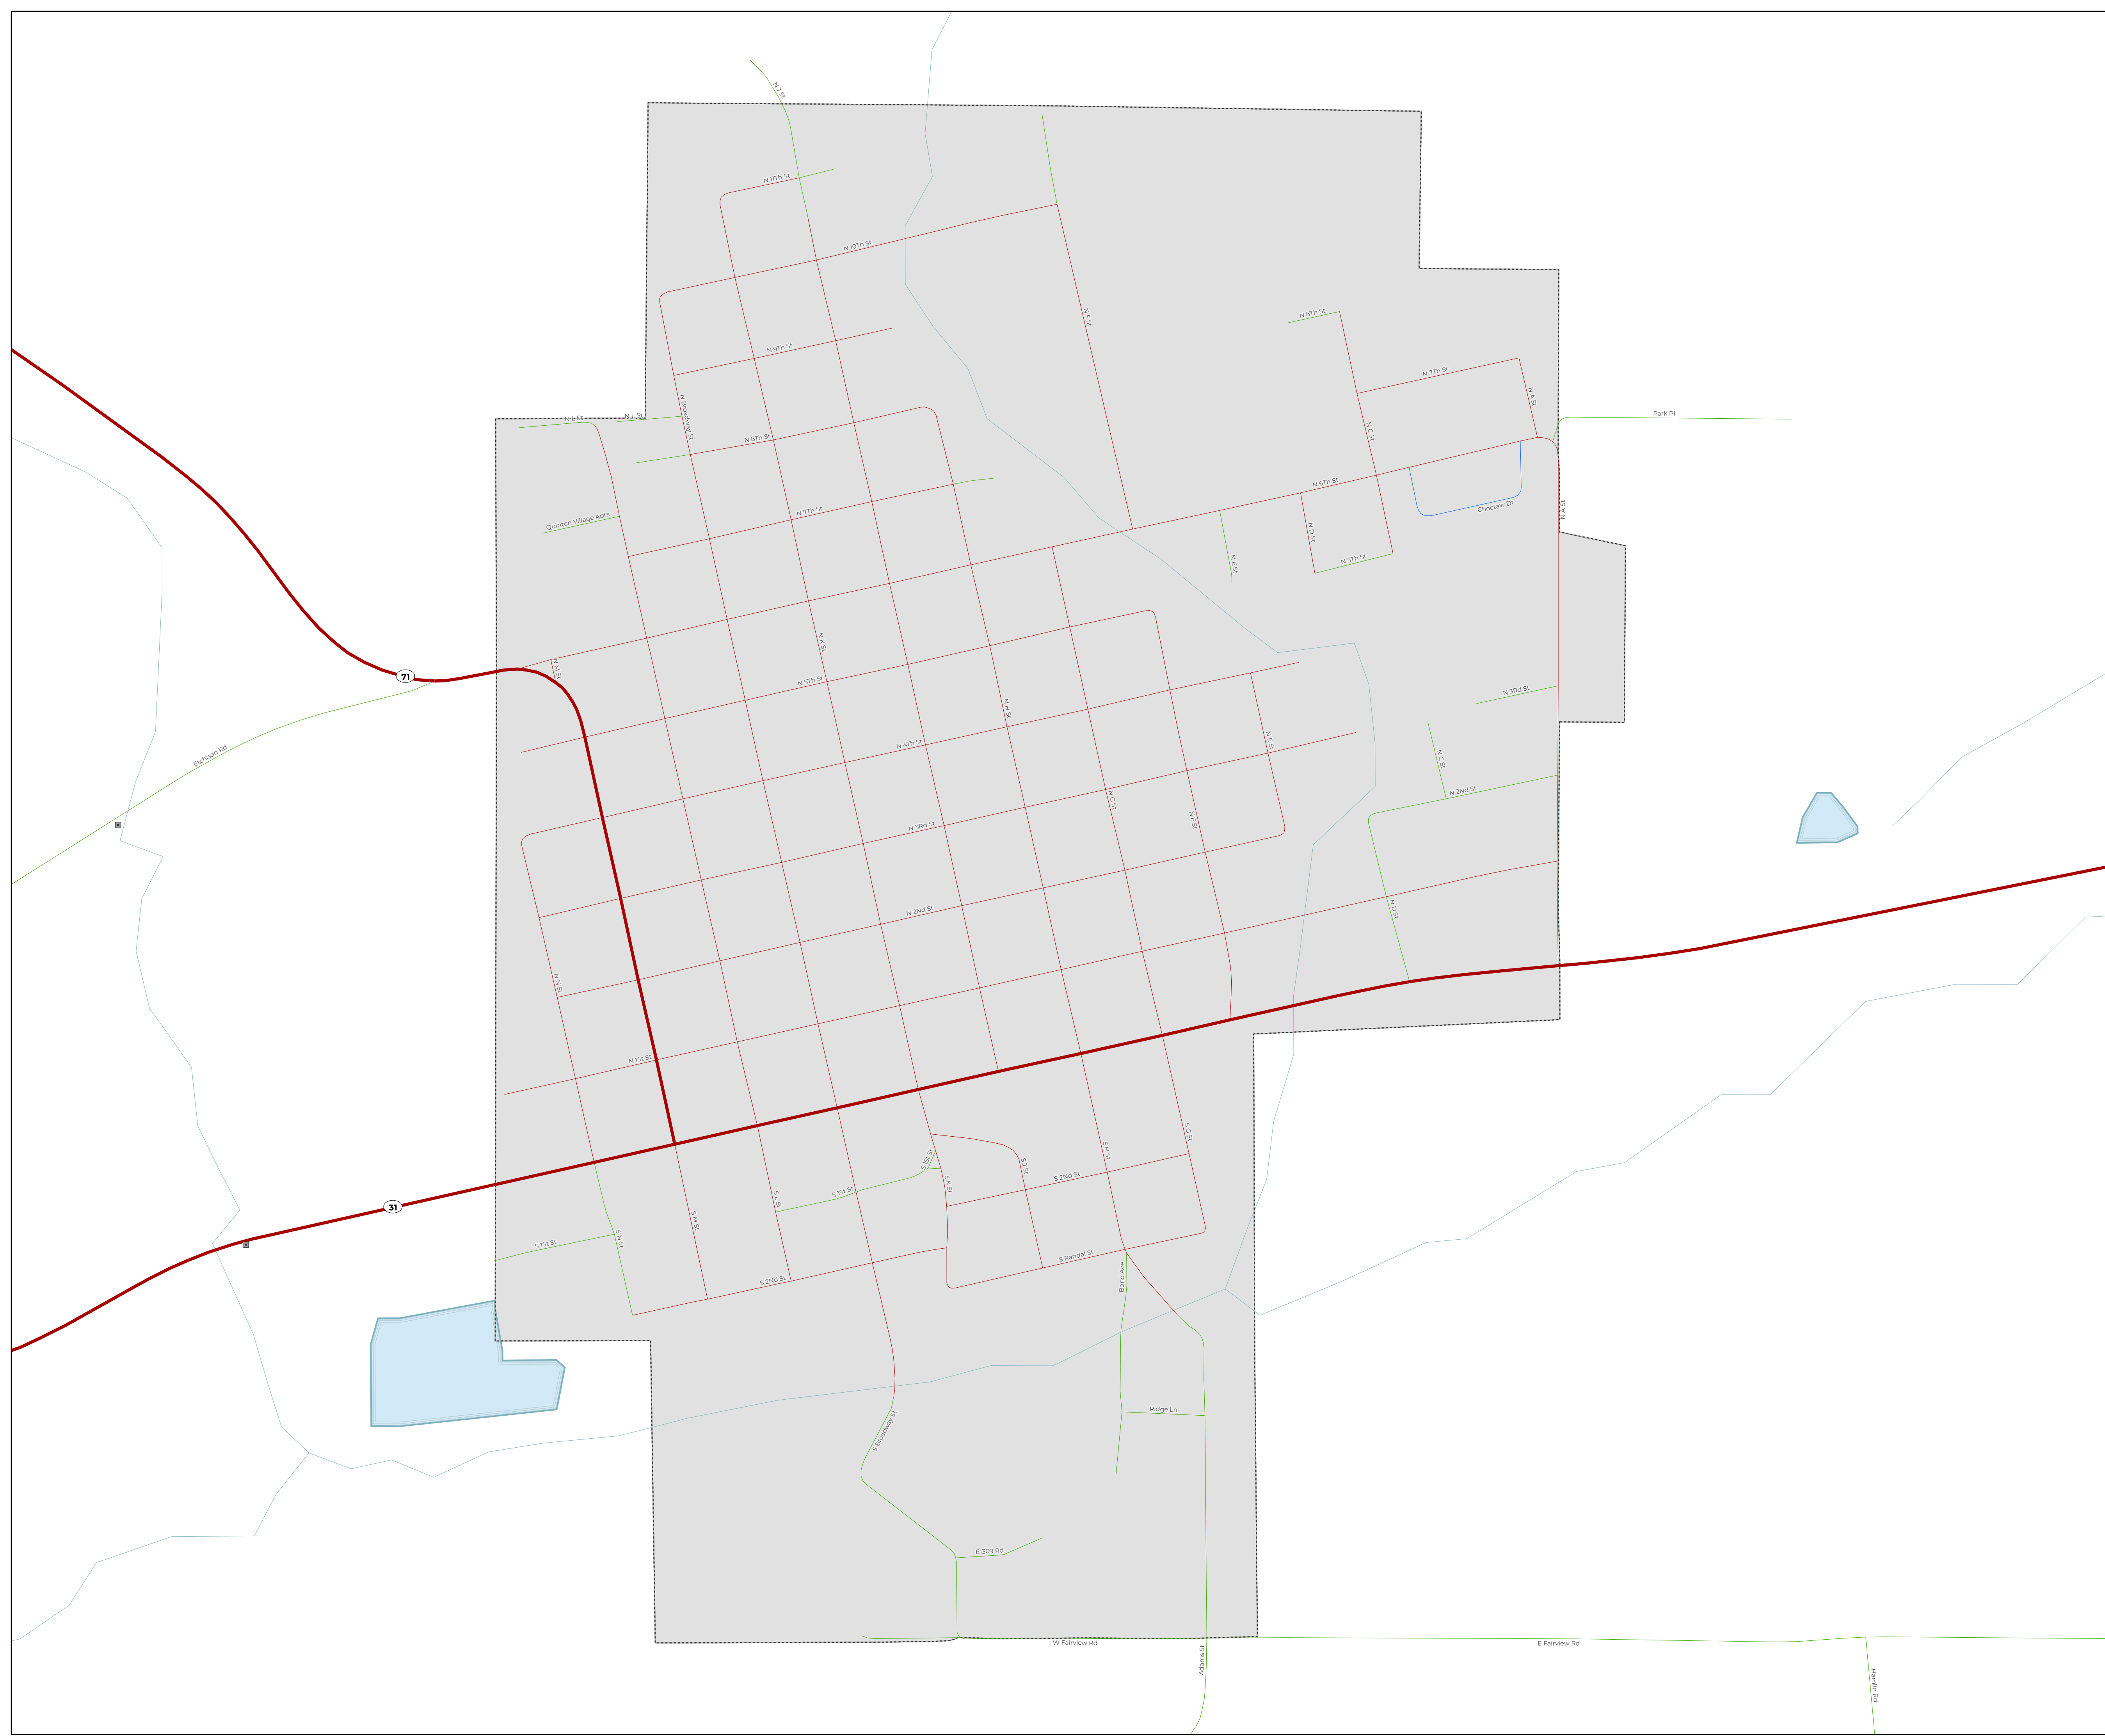 N J St
N 11Th St
N 10Th St
N F St
N 8Th St
N 9Th St
N 7Th St
N A St
N Broadway St
N L St
N L St
Park Pl
N C St
N 8Th St
N 6Th St
Choctaw Dr
N A St
N 7Th St
Quinton Village Apts
N D St
N 5Th St
N E St
N K St
N M St
71
N 5Th St
N 3Rd St
N H St
Etchison Rd
N 4Th St
N E St
N C St
N 2Nd St
N G St
N F St
N 3Rd St
N 2Nd St
N D St
N N St
N 1St St
S G St
S H St
S 1St St
S J St
S 2Nd St
S K St
S 1St St
S L St
31
S M St
S N St
S 1St St
S Randal St
S 2Nd St
Bond Ave
Ridge Ln
S Broadway St
E1309 Rd
W Fairview Rd
E Fairview Rd
Adams St
Hamlin Rd